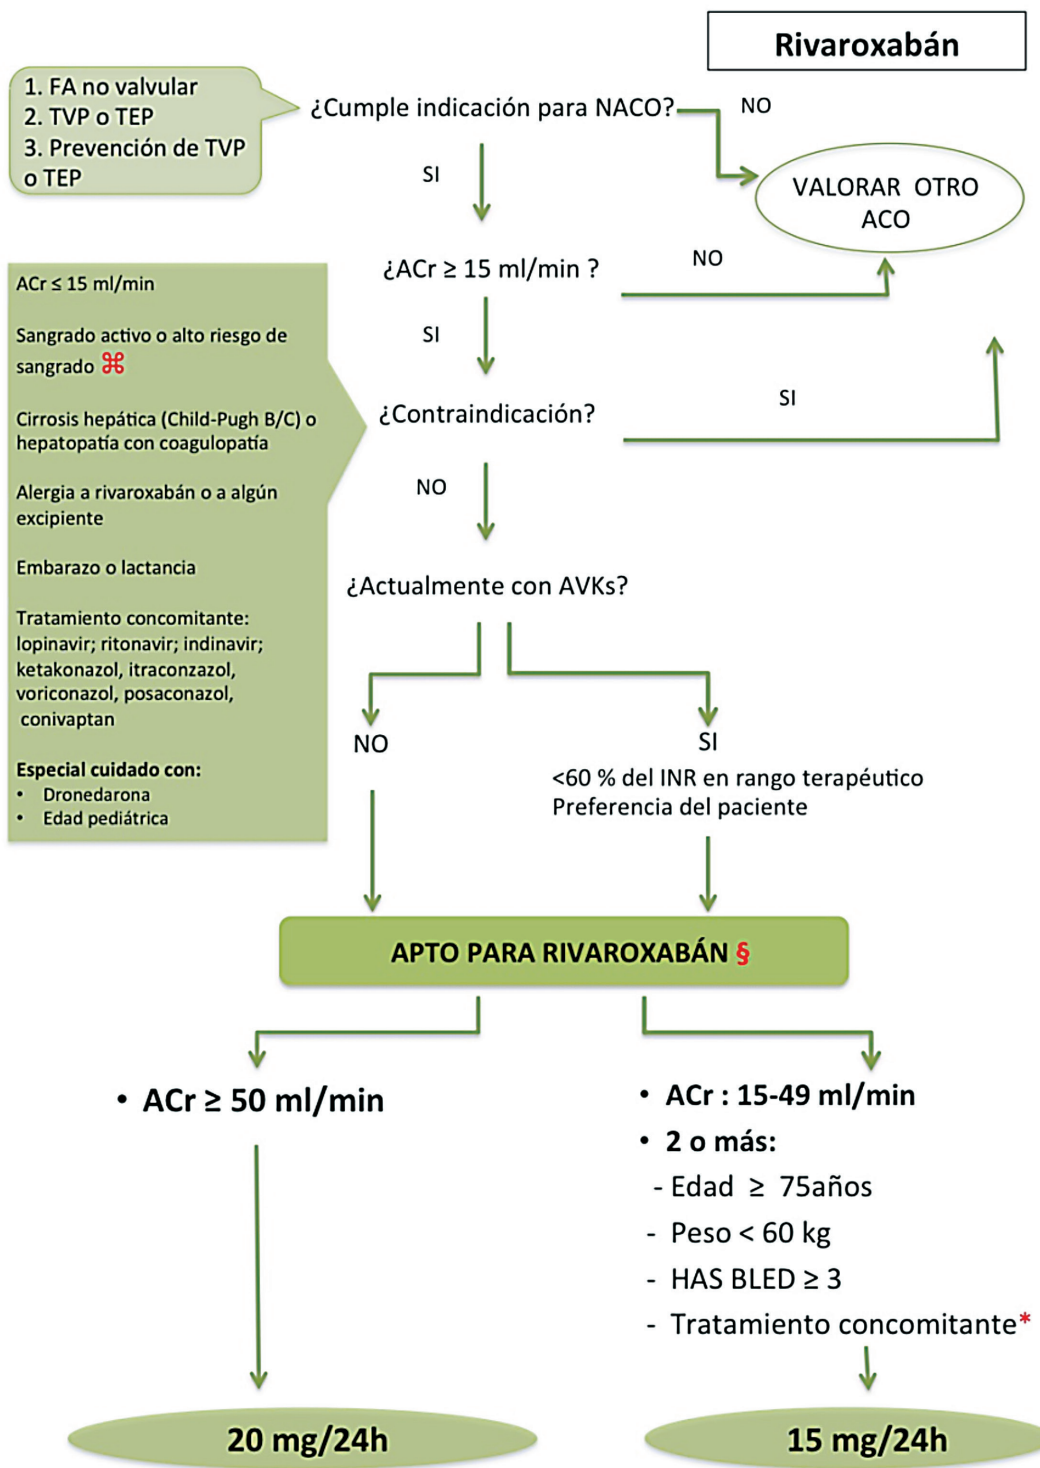 Rivaroxabán
1. FA no valvular
2. TVP o TEP
3. Prevención de TVP
o TEP
¿Cumple indicación para NACO?
NO
SI
VALORAR OTRO
ACO
¿ACr ≥ 15 ml/min ?
NO
SI
ACr ≤ 15 ml/min
Sangrado activo o alto riesgo de
sangrado ⌘
Cirrosis hepática (Child-Pugh B/C) o
hepatopatía con coagulopatía
Alergia a rivaroxabán o a algún
excipiente
Embarazo o lactancia
Tratamiento concomitante:
lopinavir; ritonavir; indinavir;
ketakonazol, itraconzazol,
voriconazol, posaconazol,
conivaptan
Especial cuidado con:
• Dronedarona
• Edad pediátrica
¿Contraindicación?
SI
NO
¿Actualmente con AVKs?
NO
SI
<60 % del INR en rango terapéutico
Preferencia del paciente
APTO PARA RIVAROXABÁN §
• ACr ≥ 50 ml/min
• ACr : 15-49 ml/min
• 2 o más:
- Edad ≥ 75años
- Peso < 60 kg
- HAS BLED ≥ 3
- Tratamiento concomitante*
20 mg/24h
15 mg/24h